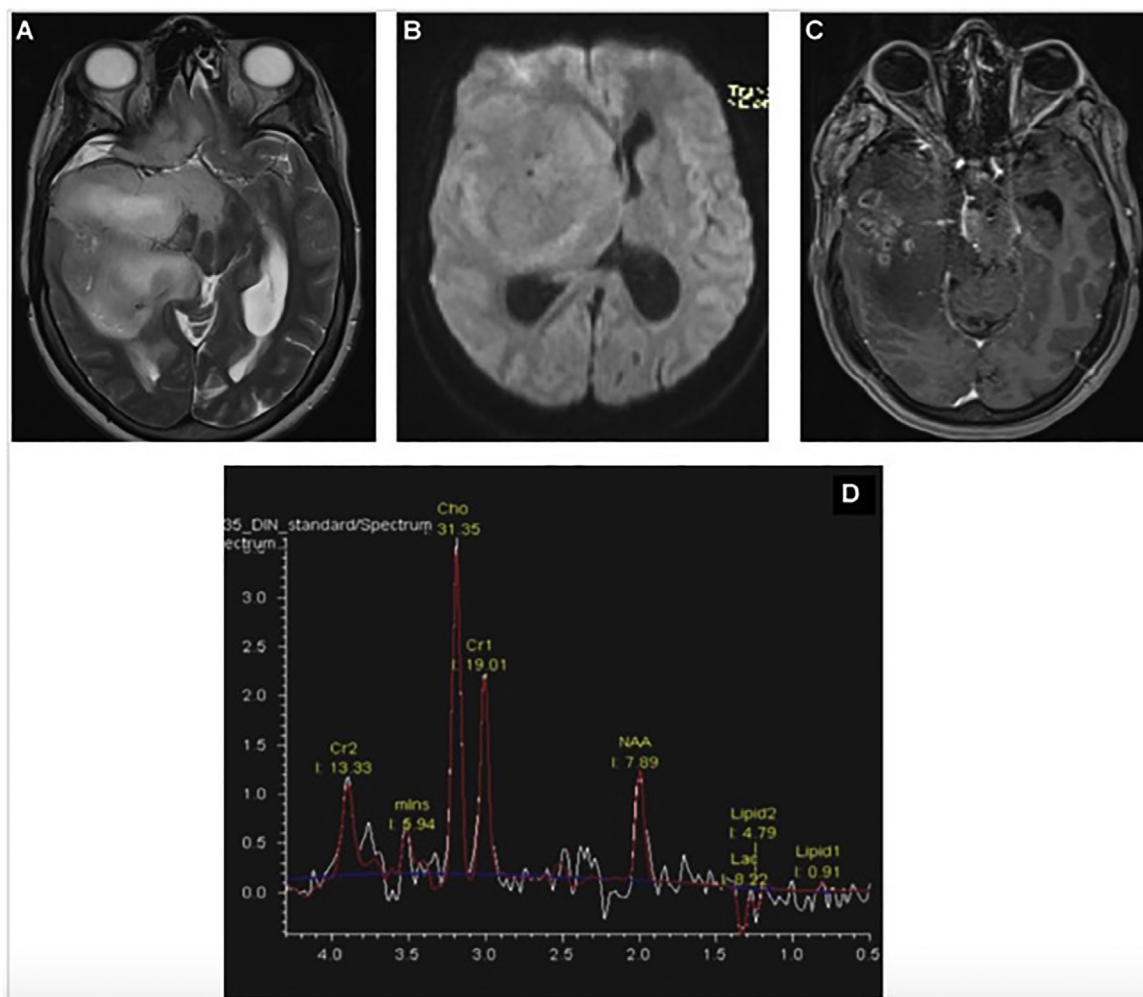 A
B
C
D
35_DIN_standard/Spectrum
ectrum
Cho
I: 31.35
Cr1
I: 19.01
Cr2
I: 13.33
mIns
I: 5.94
NAA
I: 7.89
Lipid2
I: 4.79
Lac
I: 8.22
Lipid1
I: 0.91
3.0
2.5
2.0
1.5
1.0
0.5
0.0
4.0 3.5 3.0 2.5 2.0 1.5 1.0 0.5